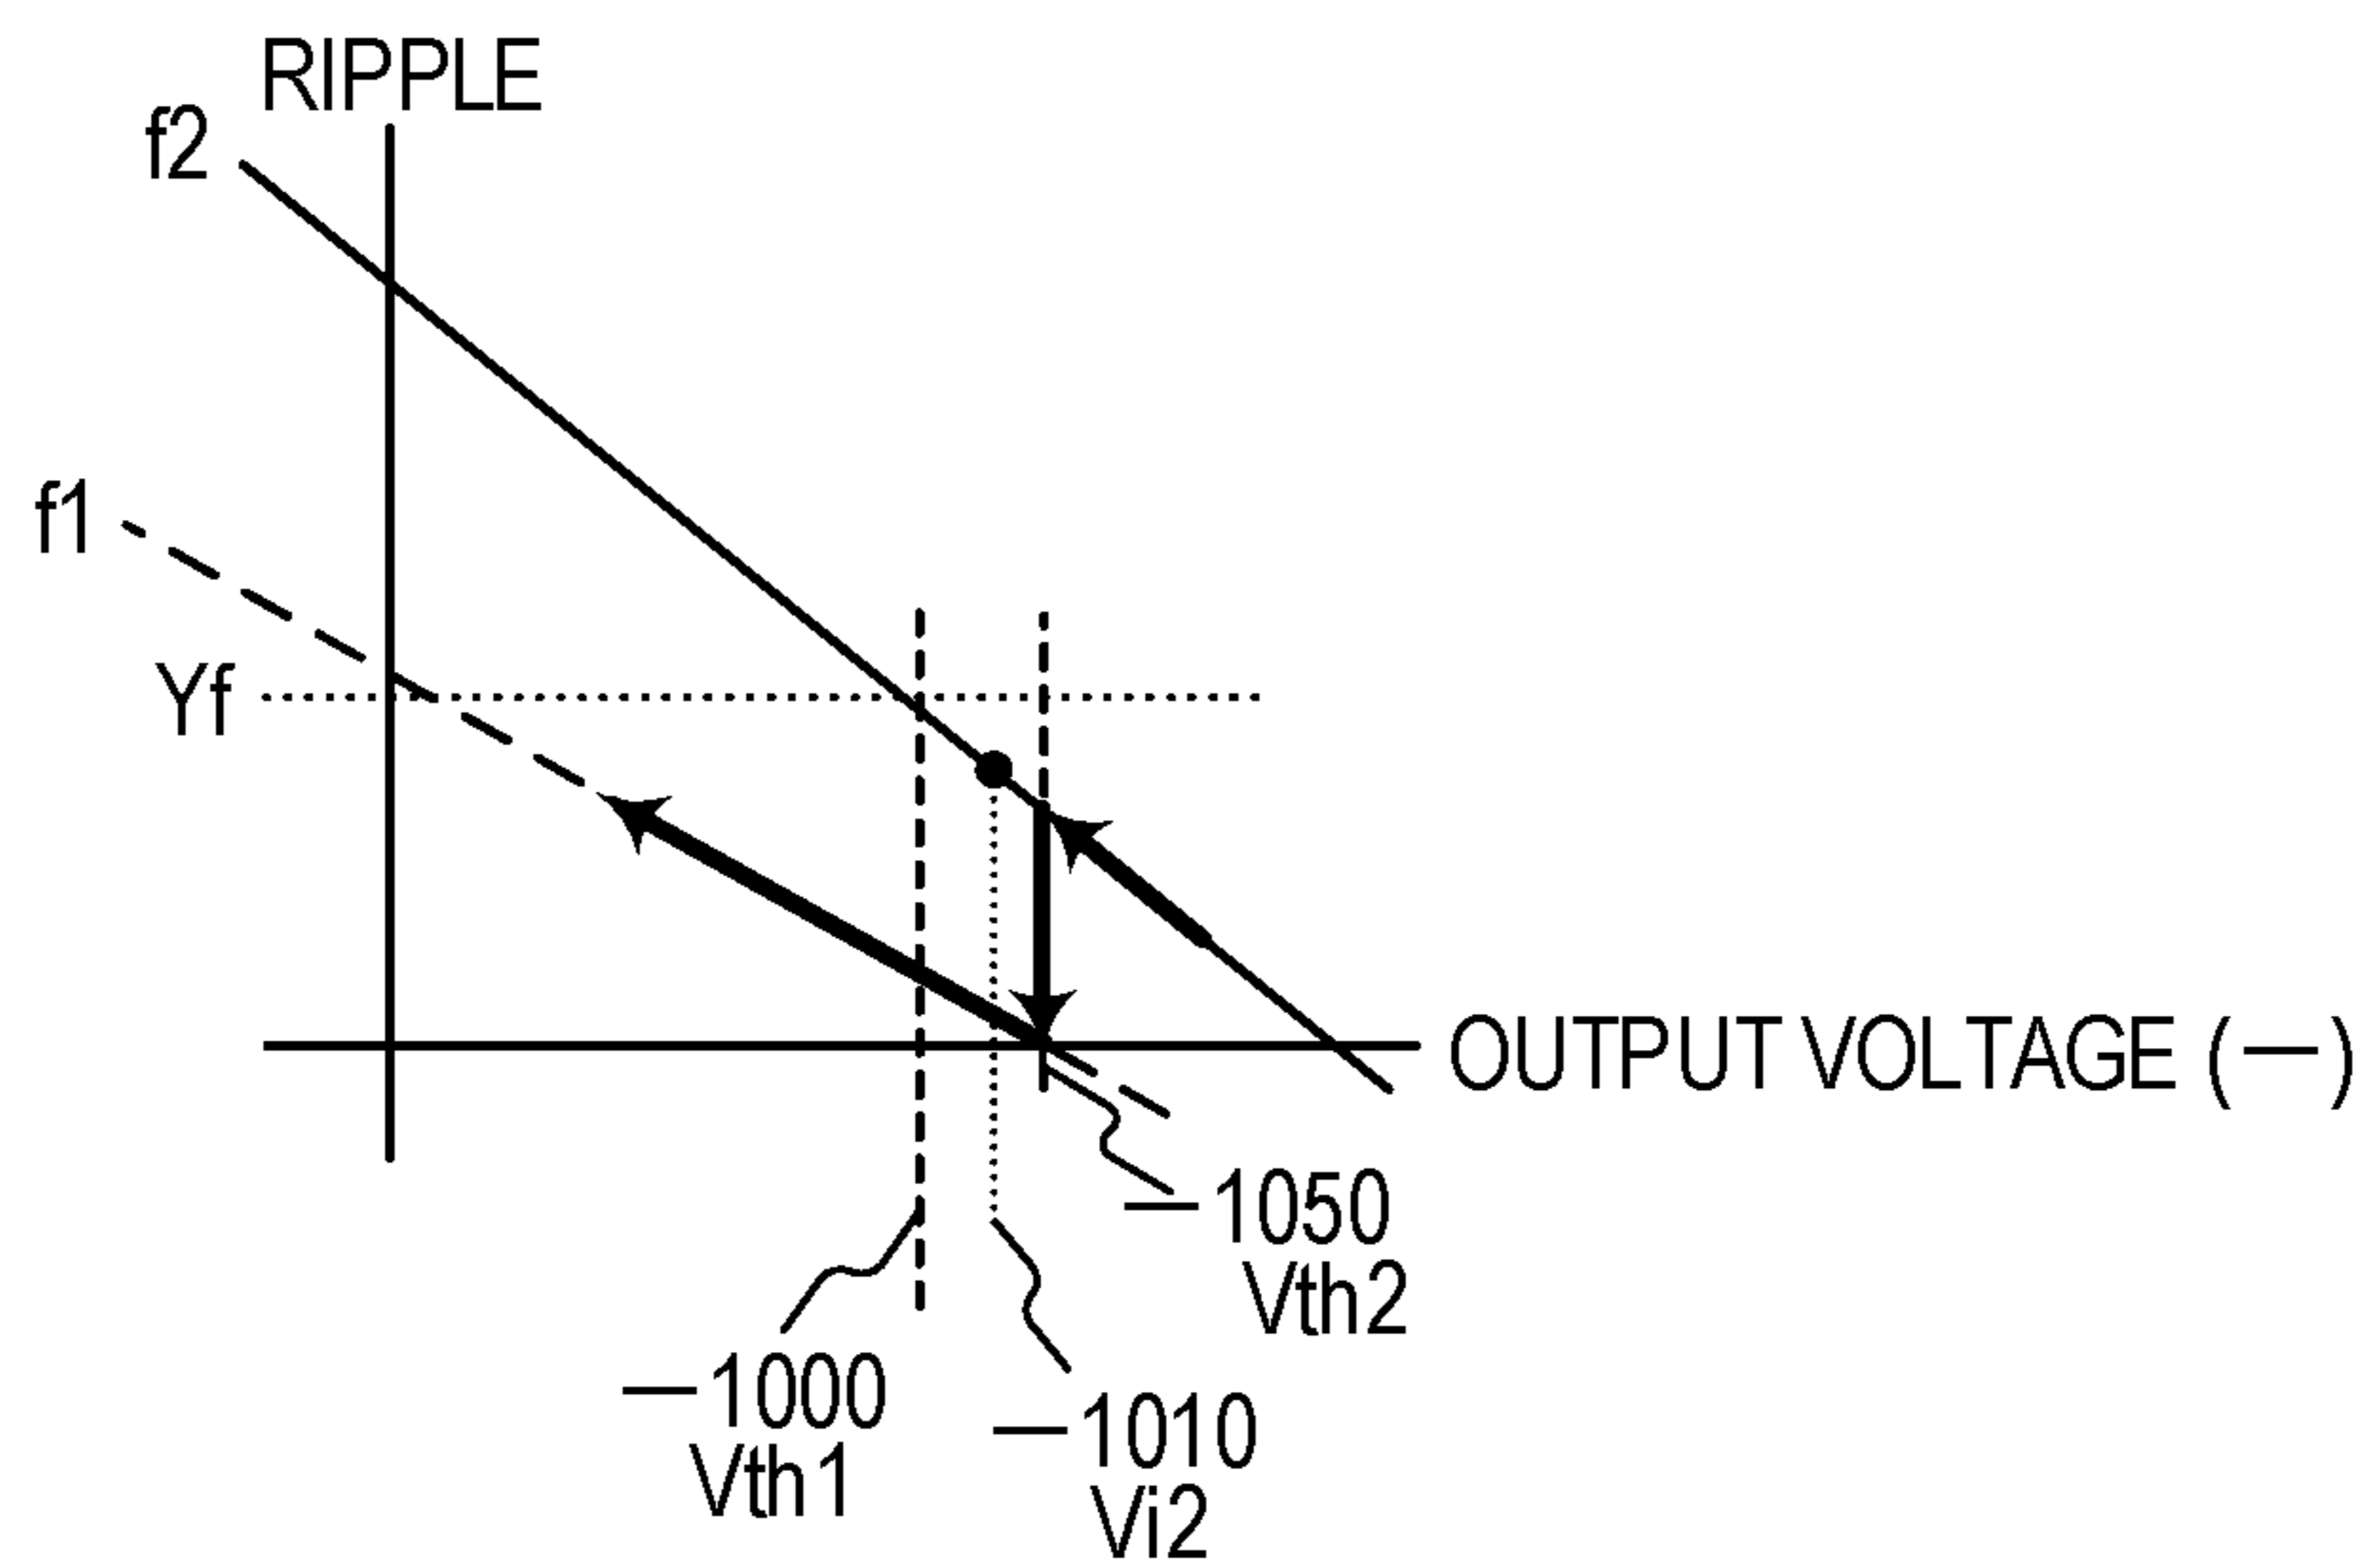 RIPPLE
f2
f1
Yf
OUTPUT VOLTAGE (—)
—1050
Vth2
—1000
Vth1
—1010
Vi2